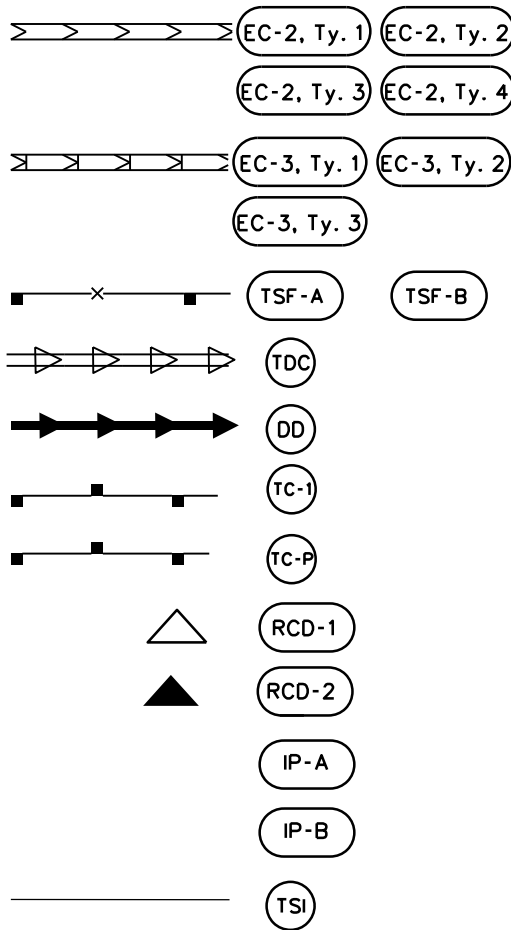 EC-2, Ty. 1 EC-2, Ty. 2
EC-2, Ty. 3 EC-2, Ty. 4
EC-3, Ty. 1 EC-3, Ty. 2
EC-3, Ty. 3
TSF-A TSF-B
TDC
DD
TC-1
TC-P
RCD-1
RCD-2
IP-A
IP-B
TSI